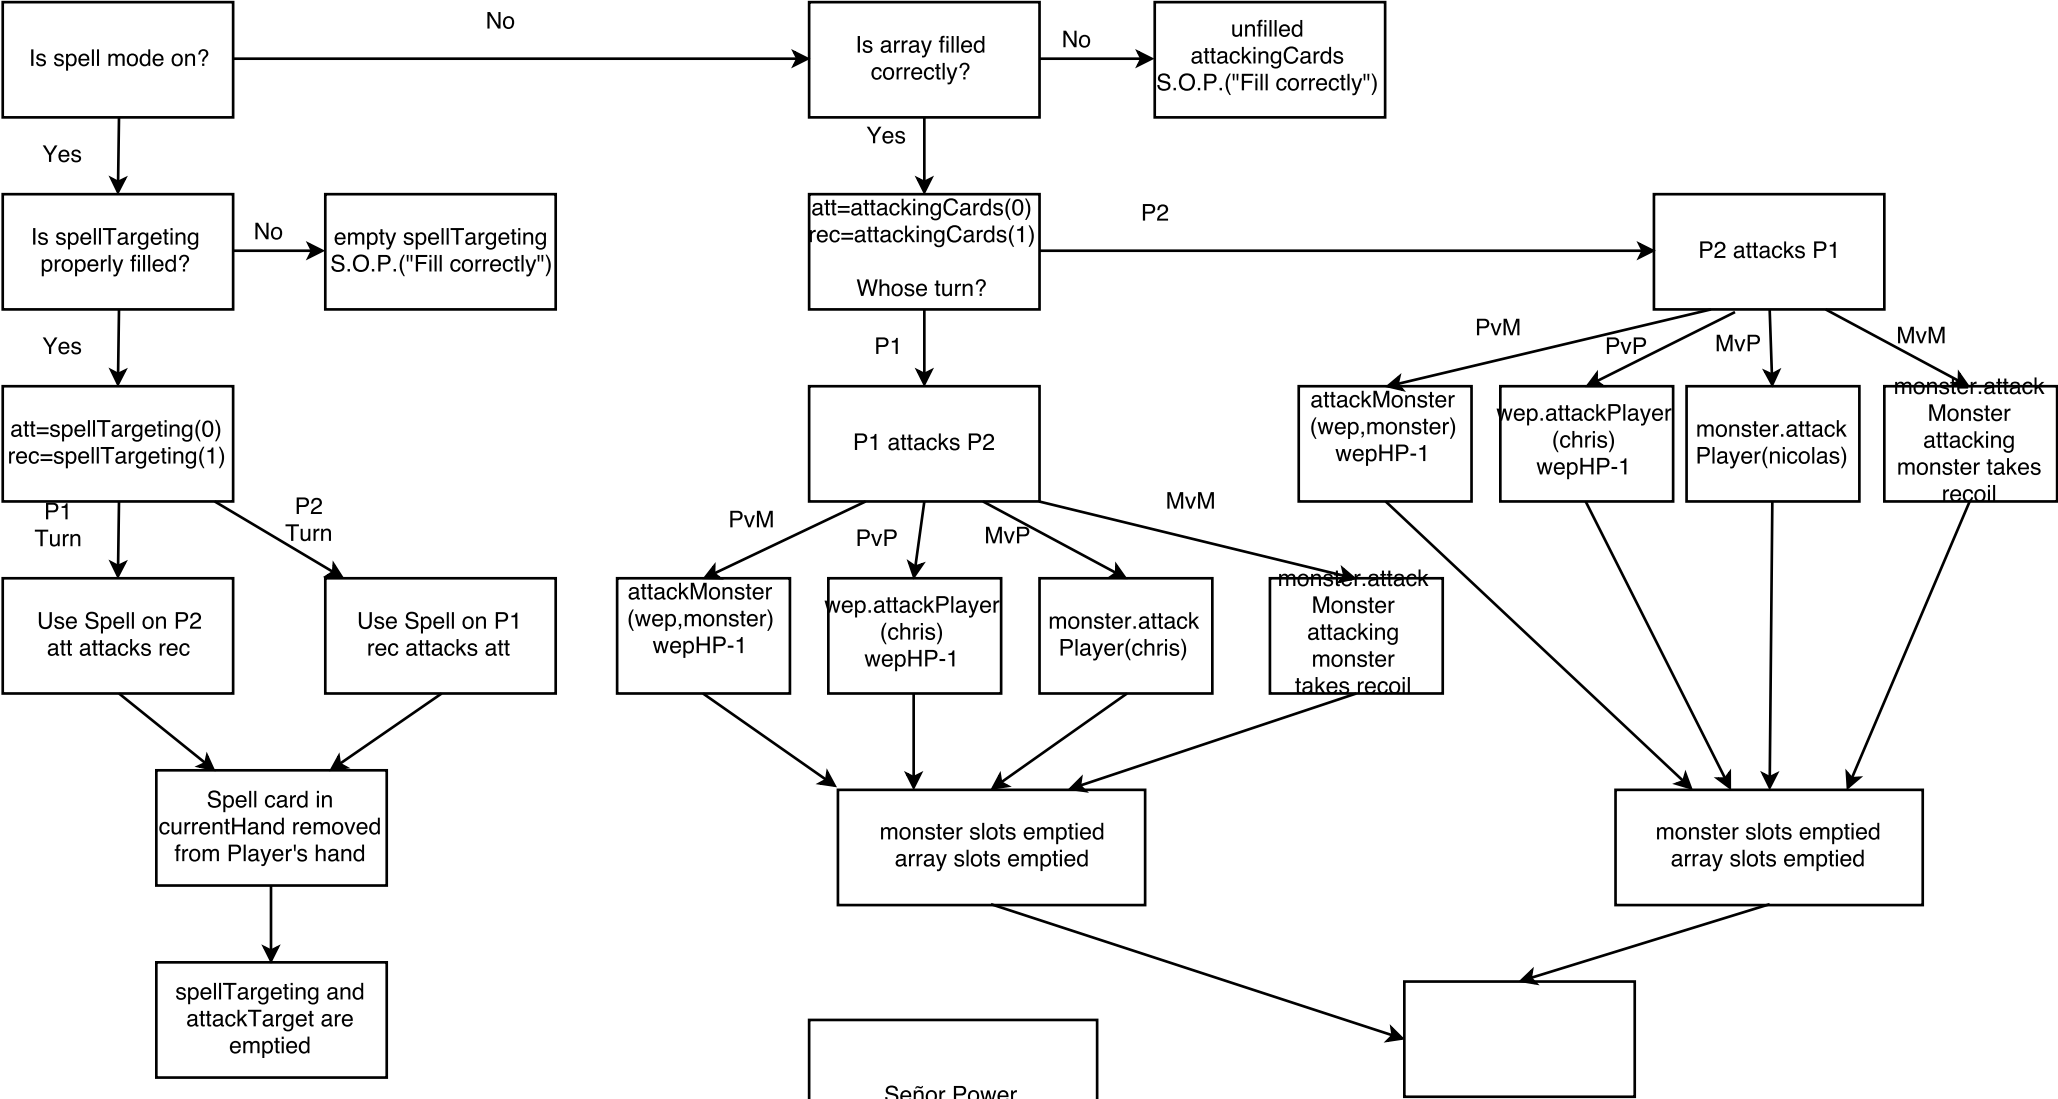 Is spell mode on?
No
Is array filled
correctly?
No
unfilled
attackingCards
S.O.P.("Fill correctly")
Yes
Yes
Is spellTargeting
properly filled?
No
empty spellTargeting
S.O.P.("Fill correctly")
att=attackingCards(0)
rec=attackingCards(1)
Whose turn?
P2
P2 attacks P1
Yes
P1
PvM
PvP
MvP
MvM
att=spellTargeting(0)
rec=spellTargeting(1)
P1 attacks P2
attackMonster
(wep,monster)
wepHP-1
wep.attackPlayer
(chris)
wepHP-1
monster.attack
Player(nicolas)
monster.attack
Monster
attacking
monster takes
recoil
P1
Turn
P2
Turn
PvM
PvP
MvP
MvM
Use Spell on P2
att attacks rec
Use Spell on P1
rec attacks att
attackMonster
(wep,monster)
wepHP-1
wep.attackPlayer
(chris)
wepHP-1
monster.attack
Player(chris)
monster.attack
Monster
attacking
monster
takes recoil
Spell card in
currentHand removed
from Player's hand
monster slots emptied
array slots emptied
monster slots emptied
array slots emptied
spellTargeting and
attackTarget are
emptied
Señor Power